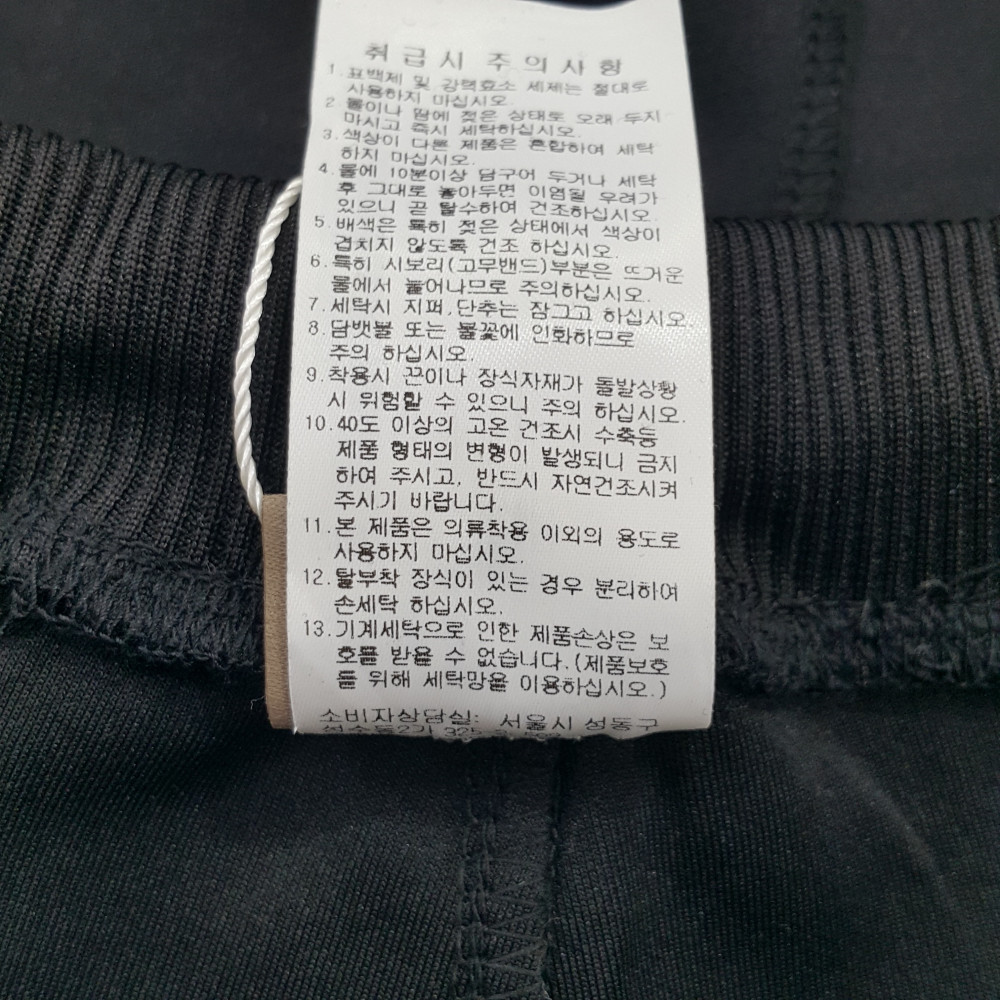 취급시 주의사항
1. 표백제 및 강력효소 세제는 절대로
사용하지 마십시오.
2. 물이나 땀에 젖은 상태로 오래 두지
마시고 즉시 세탁하십시오.
3. 색상이 다른 제품은 혼합하여 세탁
하지 마십시오.
4. 물에 10분이상 담구어 두거나 세탁
후 그대로 놓아두면 이염될 우려가
있으니 곧 탈수하여 건조하십시오.
5. 배색은 특히 젖은 상태에서 색상이
겹치지 않도록 건조 하십시오.
6. 특히 시보리(고무밴드)부분은 뜨거운
물에서 늘어나므로 주의하십시오.
7. 세탁시 지퍼,단추는 잠그고 하십시오
8. 담뱃불 또는 불꽃에 인화하므로
주의 하십시오.
9. 착용시 끈이나 장식자재가 돌발상황
시 위험할 수 있으니 주의 하십시오.
10. 40도 이상의 고온 건조시 수축등
제품 형태의 변형이 발생되니 금지
하여 주시고, 반드시 자연건조시켜
주시기 바랍니다.
11. 본 제품은 의류착용 이외의 용도로
사용하지 마십시오.
12. 탈부착 장식이 있는 경우 분리하여
손세탁 하십시오.
13. 기계세탁으로 인한 제품손상은 보
호를 받을 수 없습니다.(제품보호
를 위해 세탁망을 이용하십시오.)
소비자상담실: 서울시 성동구
성수동2가